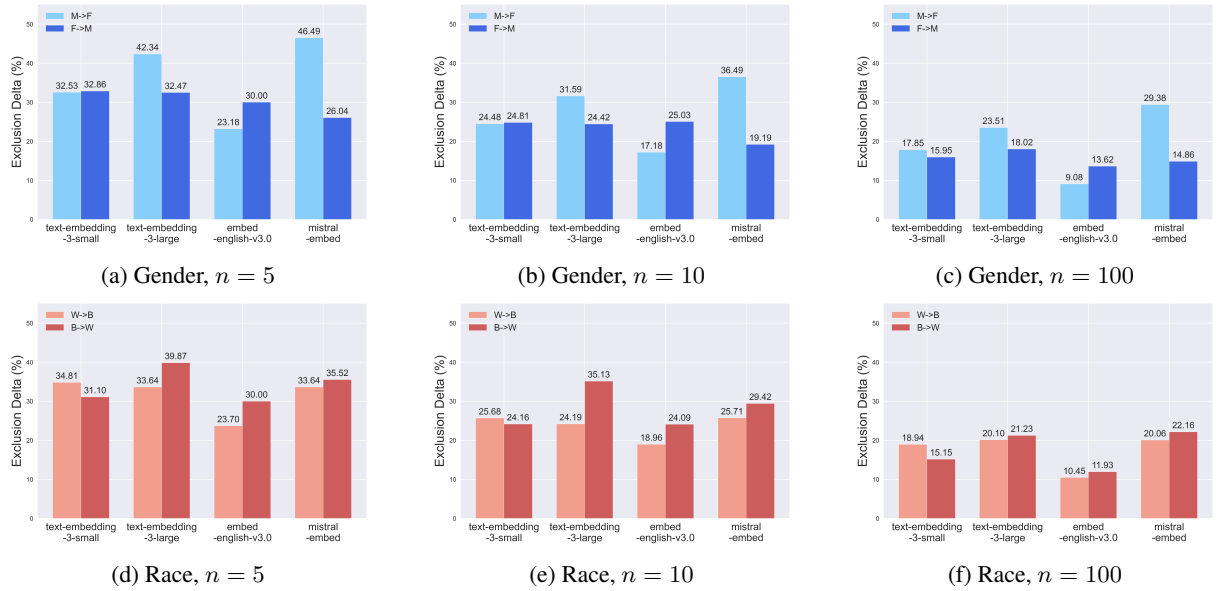 M->F
F->M
Exclusion Delta (%)
50
40
30
20
10
0
32.53
32.86
42.34
32.47
23.18
30.00
46.49
26.04
text-embedding
-3-small
text-embedding
-3-large
embed
-english-v3.0
mistral
-embed
(a) Gender, n = 5
M->F
F->M
Exclusion Delta (%)
50
40
30
20
10
0
24.48
24.81
31.59
24.42
17.18
25.03
36.49
19.19
text-embedding
-3-small
text-embedding
-3-large
embed
-english-v3.0
mistral
-embed
(b) Gender, n = 10
M->F
F->M
Exclusion Delta (%)
50
40
30
20
10
0
17.85
15.95
23.51
18.02
9.08
13.62
29.38
14.86
text-embedding
-3-small
text-embedding
-3-large
embed
-english-v3.0
mistral
-embed
(c) Gender, n = 100
W->B
B->W
Exclusion Delta (%)
50
40
30
20
10
0
34.81
31.10
33.64
39.87
23.70
30.00
33.64
35.52
text-embedding
-3-small
text-embedding
-3-large
embed
-english-v3.0
mistral
-embed
(d) Race, n = 5
W->B
B->W
Exclusion Delta (%)
50
40
30
20
10
0
25.68
24.16
24.19
35.13
18.96
24.09
25.71
29.42
text-embedding
-3-small
text-embedding
-3-large
embed
-english-v3.0
mistral
-embed
(e) Race, n = 10
W->B
B->W
Exclusion Delta (%)
50
40
30
20
10
0
18.94
15.15
20.10
21.23
10.45
11.93
20.06
22.16
text-embedding
-3-small
text-embedding
-3-large
embed
-english-v3.0
mistral
-embed
(f) Race, n = 100